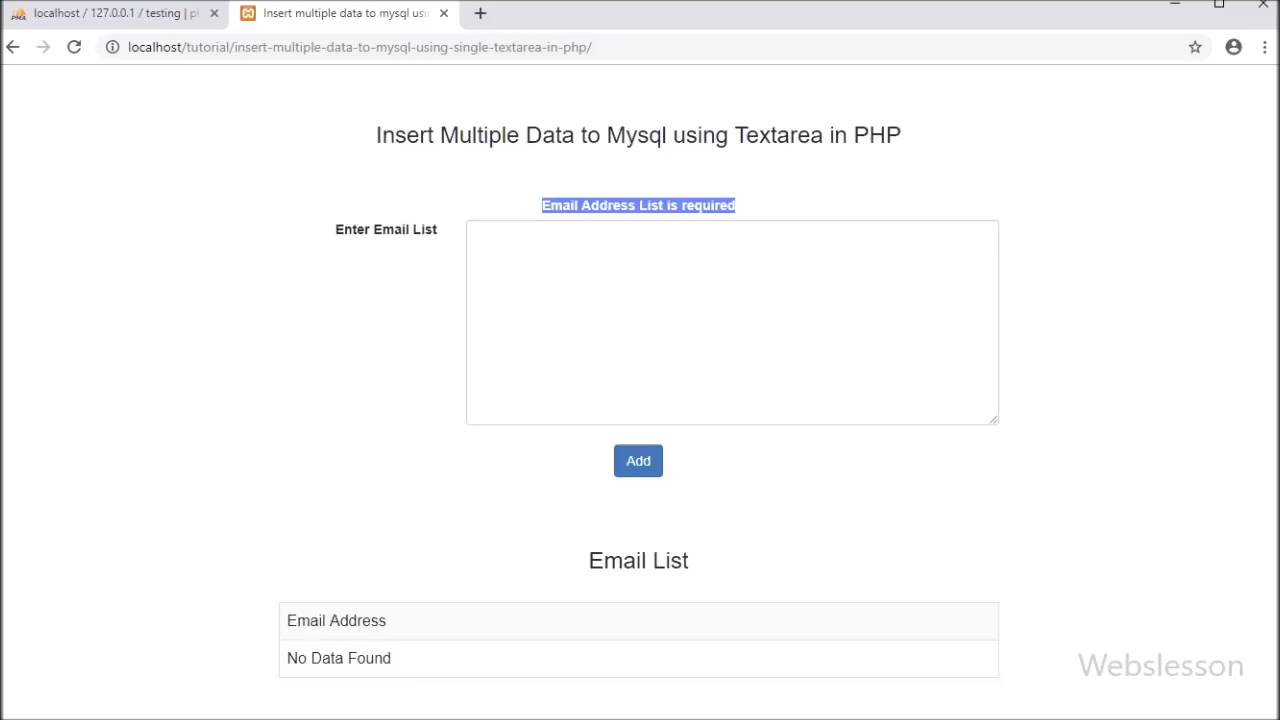 localhost / 127.0.0.1 / testing | p
Insert multiple data to mysql usi
localhost/tutorial/insert-multiple-data-to-mysql-using-single-textarea-in-php/
Insert Multiple Data to Mysql using Textarea in PHP
Email Address List is required
Enter Email List
Add
Email List
Email Address
No Data Found
Webslesson